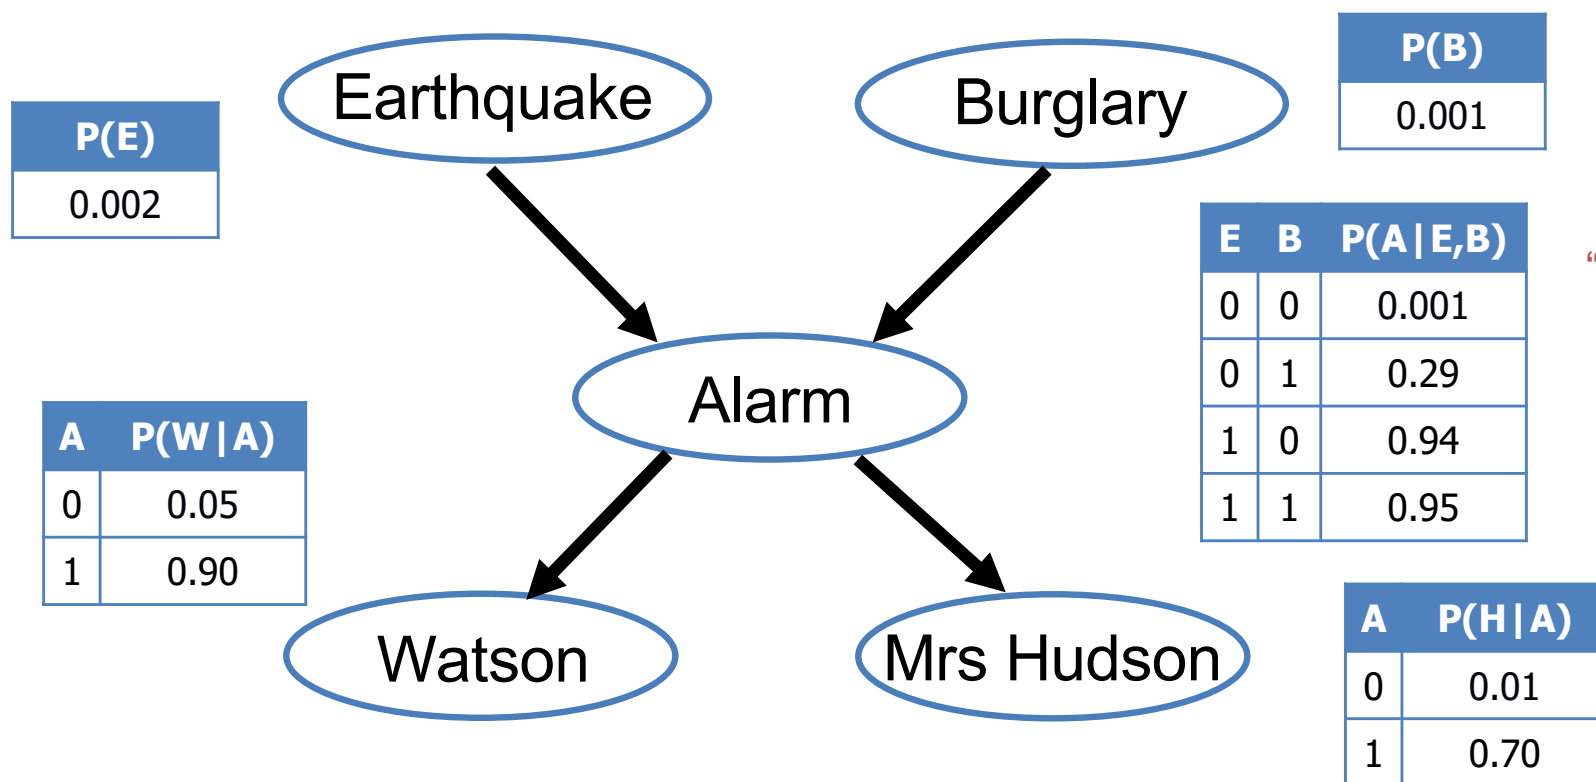 Earthquake
Burglary
P(B)
0.001
P(E)
0.002
E B P(A|E,B)
0 0 0.001
0 1 0.29
1 0 0.94
1 1 0.95
“
Alarm
A P(W|A)
0 0.05
1 0.90
Watson
Mrs Hudson
A P(H|A)
0 0.01
1 0.70